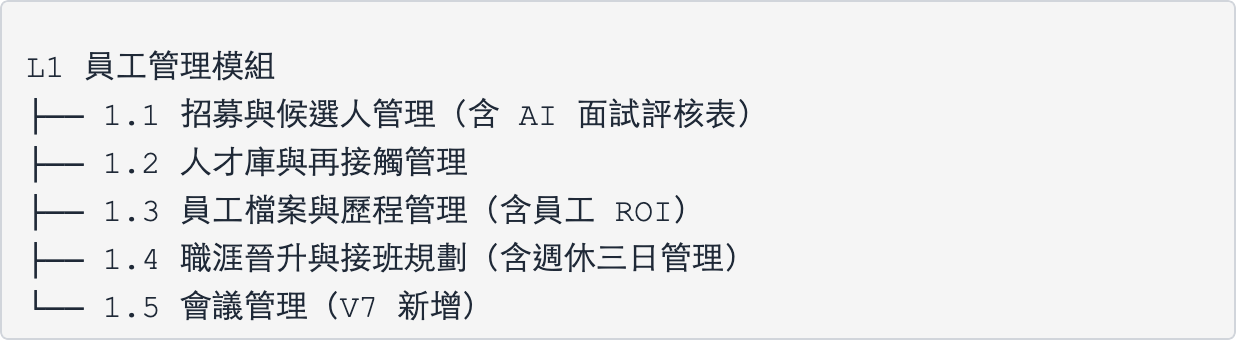 L1 員工管理模組
├── 1.1 招募與候選人管理（含 AI 面試評核表）
├── 1.2 人才庫與再接觸管理
├── 1.3 員工檔案與歷程管理（含員工 ROI）
├── 1.4 職涯晉升與接班規劃（含週休三日管理）
└── 1.5 會議管理（V7 新增）